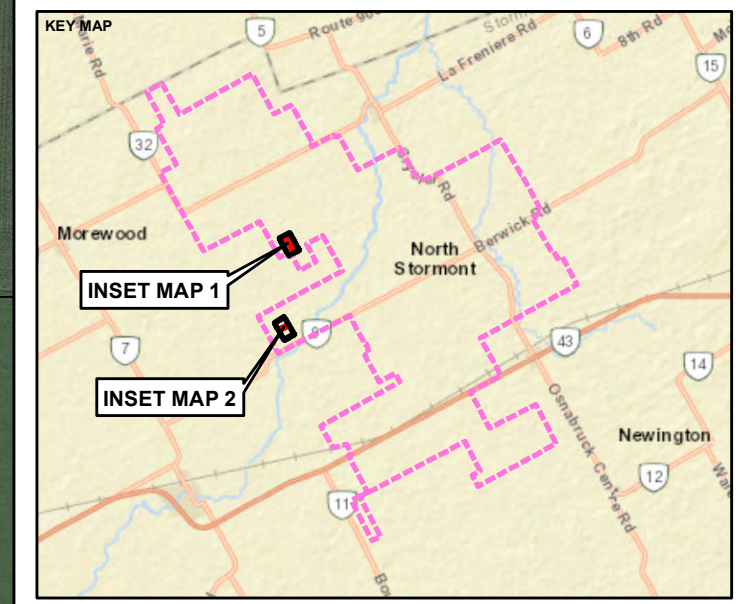 KEY MAP
5
6
8th Rd
La Freniere Rd
15
32
Crysler Rd
Morewood
Berwick Rd
North
Stormont
INSET MAP 1
9
43
7
14
INSET MAP 2
Osnabruck Centre Rd
Newington
12
11